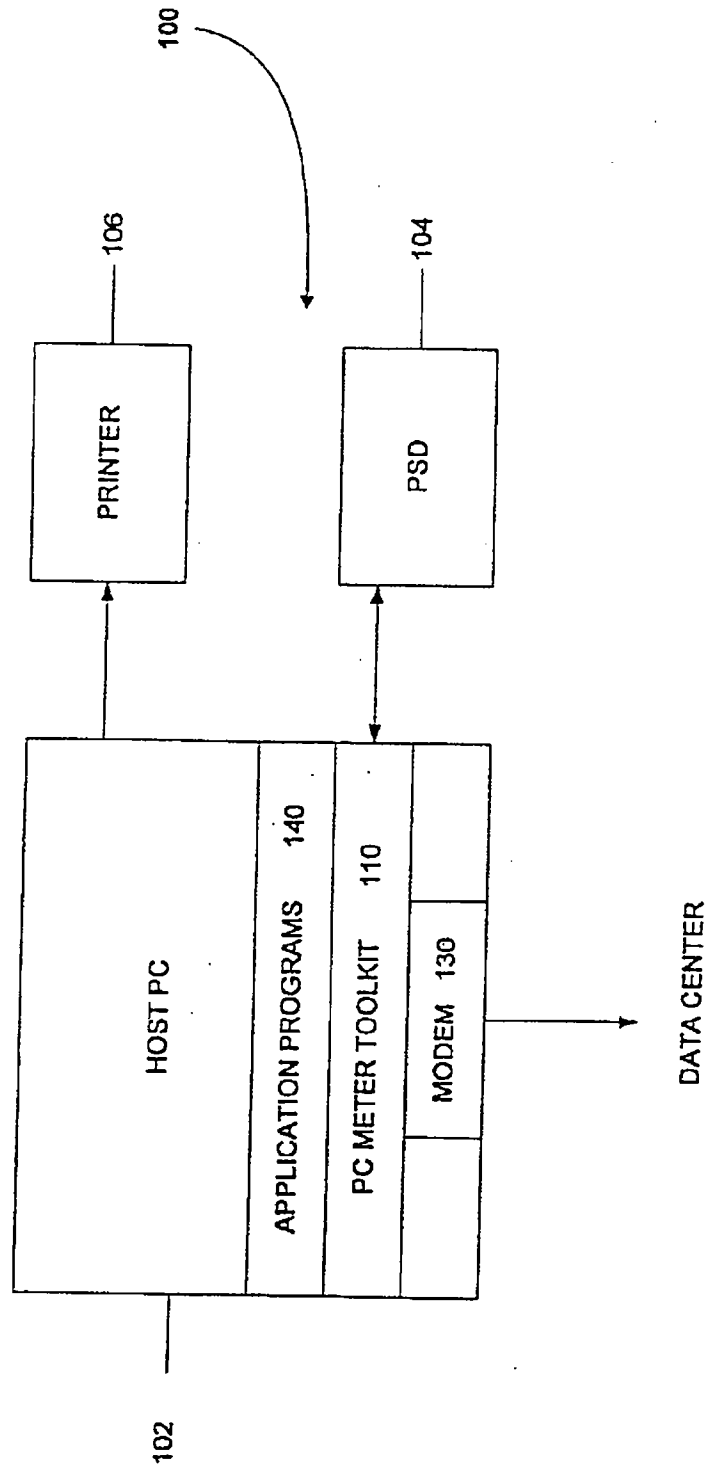 100
106
PRINTER
104
PSD
HOST PC
APPLICATION PROGRAMS 140
PC METER TOOLKIT 110
MODEM 130
102
DATA CENTER